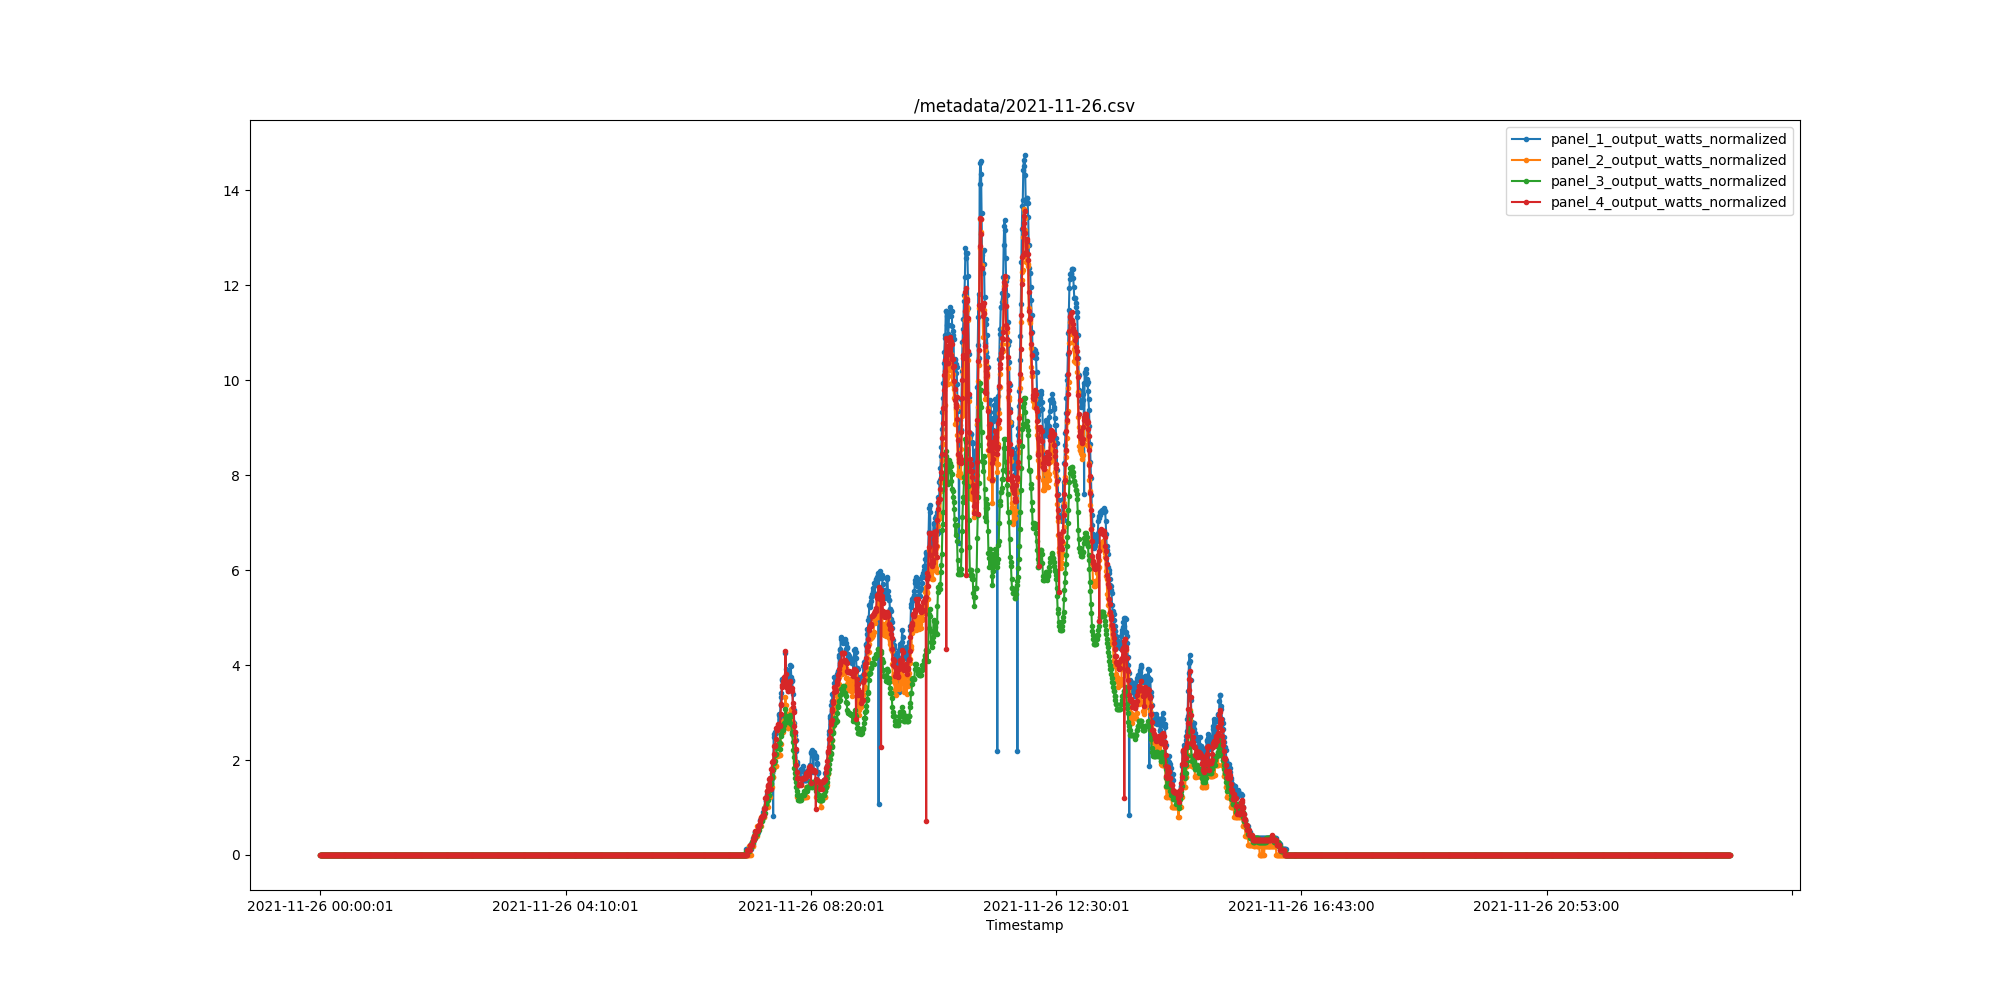 /metadata/2021-11-26.csv
panel_1_output_watts_normalized
panel_2_output_watts_normalized
panel_3_output_watts_normalized
panel_4_output_watts_normalized
14
12
10
8
6
4
2
0
2021-11-26 00:00:01 2021-11-26 04:10:01 2021-11-26 08:20:01 2021-11-26 12:30:01 2021-11-26 16:43:00 2021-11-26 20:53:00
Timestamp